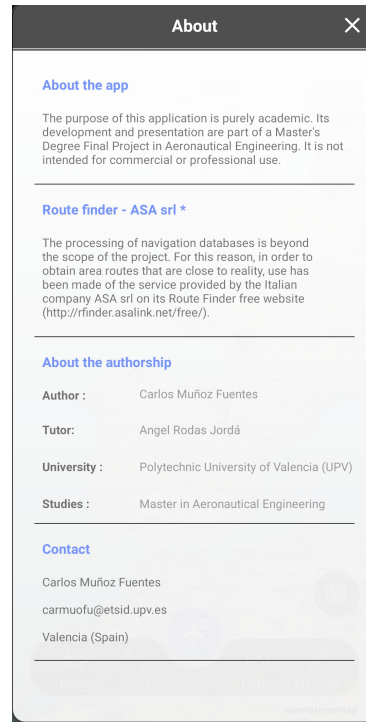 About
About the app
The purpose of this application is purely academic. Its
development and presentation are part of a Master's
Degree Final Project in Aeronautical Engineering. It is not
intended for commercial or professional use.
Route finder - ASA srl *
The processing of navigation databases is beyond
the scope of the project. For this reason, in order to
obtain area routes that are close to reality, use has
been made of the service provided by the Italian
company ASA srl on its Route Finder free website
(http://rfinder.asalink.net/free/).
About the authorship
Author : Carlos Muñoz Fuentes
Tutor: Angel Rodas Jordá
University : Polytechnic University of Valencia (UPV)
Studies : Master in Aeronautical Engineering
Contact
Carlos Muñoz Fuentes
carmuofu@etsid.upv.es
Valencia (Spain)
OpenStreetMap